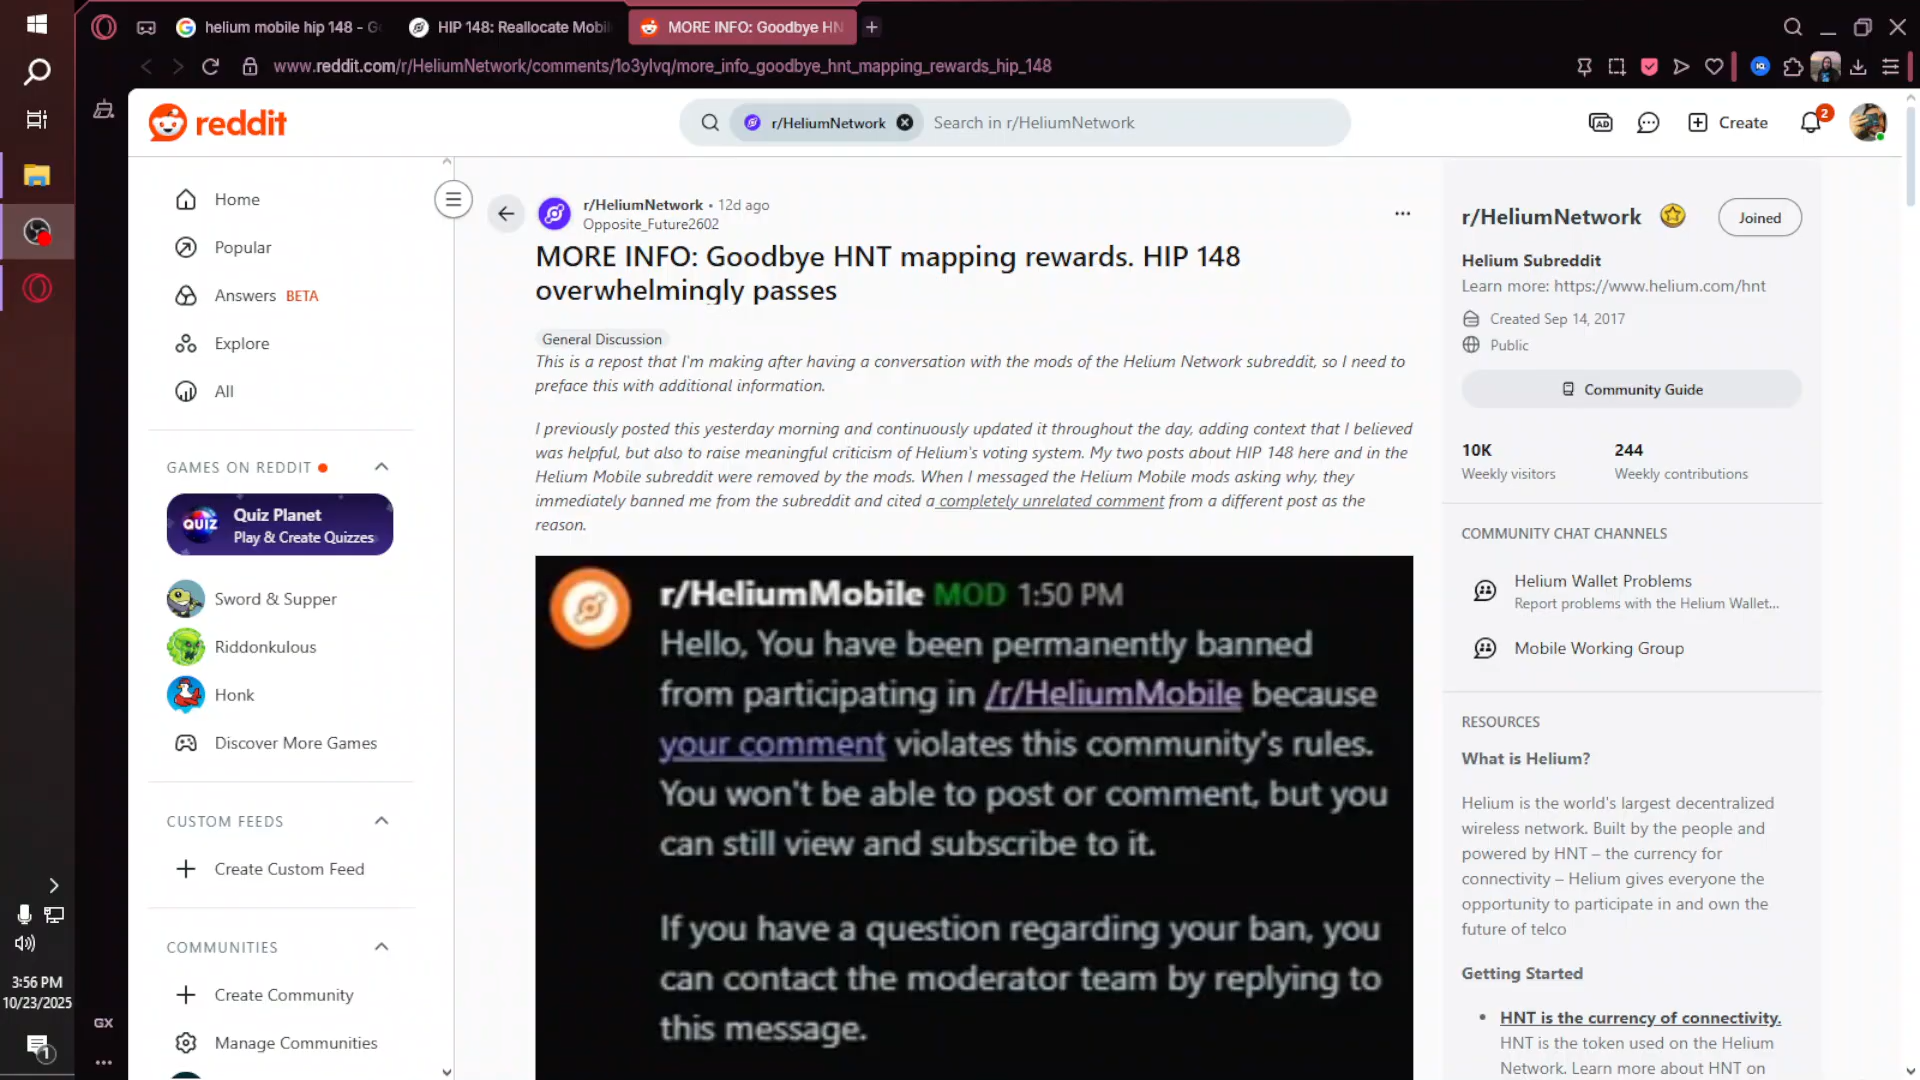 helium mobile hip 148 - G
HIP 148: Reallocate Mobi
MORE INFO: Goodbye HN
www.reddit.com/r/HeliumNetwork/comments/1o3ylvq/more_info_goodbye_hnt_mapping_rewards_hip_148
reddit
r/HeliumNetwork
Search in r/HeliumNetwork
AD
Create
2
Home
Popular
Answers BETA
Explore
All
GAMES ON REDDIT
QUIZ
Quiz Planet
Play & Create Quizzes
Sword & Supper
Riddonkulous
Honk
Discover More Games
CUSTOM FEEDS
Create Custom Feed
COMMUNITIES
Create Community
Manage Communities
r/HeliumNetwork • 12d ago
Opposite_Future2602
MORE INFO: Goodbye HNT mapping rewards. HIP 148
overwhelmingly passes
General Discussion
This is a repost that I'm making after having a conversation with the mods of the Helium Network subreddit, so I need to
preface this with additional information.
I previously posted this yesterday morning and continuously updated it throughout the day, adding context that I believed
was helpful, but also to raise meaningful criticism of Helium's voting system. My two posts about HIP 148 here and in the
Helium Mobile subreddit were removed by the mods. When I messaged the Helium Mobile mods asking why, they
immediately banned me from the subreddit and cited a completely unrelated comment from a different post as the
reason.
r/HeliumMobile MOD 1:50 PM
Hello, You have been permanently banned
from participating in /r/HeliumMobile because
your comment violates this community's rules.
You won't be able to post or comment, but you
can still view and subscribe to it.
If you have a question regarding your ban, you
can contact the moderator team by replying to
this message.
r/HeliumNetwork
Joined
Helium Subreddit
Learn more: https://www.helium.com/hnt
Created Sep 14, 2017
Public
Community Guide
10K
Weekly visitors
244
Weekly contributions
COMMUNITY CHAT CHANNELS
Helium Wallet Problems
Report problems with the Helium Wallet...
Mobile Working Group
RESOURCES
What is Helium?
Helium is the world's largest decentralized
wireless network. Built by the people and
powered by HNT – the currency for
connectivity – Helium gives everyone the
opportunity to participate in and own the
future of telco
Getting Started
• HNT is the currency of connectivity.
HNT is the token used on the Helium
Network. Learn more about HNT on
3:56 PM
10/23/2025
1
GX